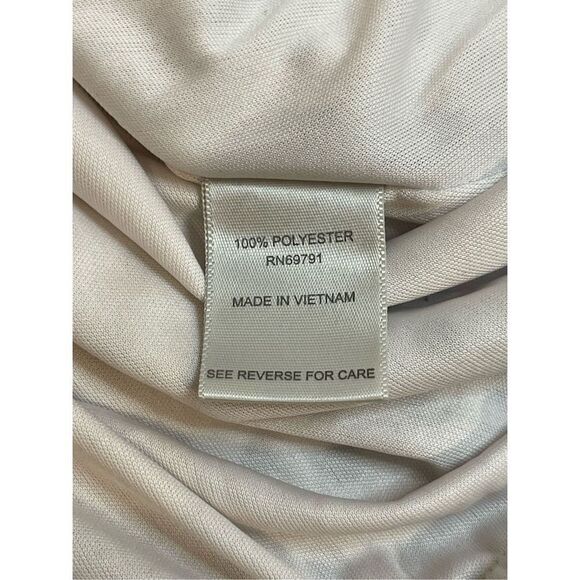 100% POLYESTER
RN69791
MADE IN VIETNAM
SEE REVERSE FOR CARE